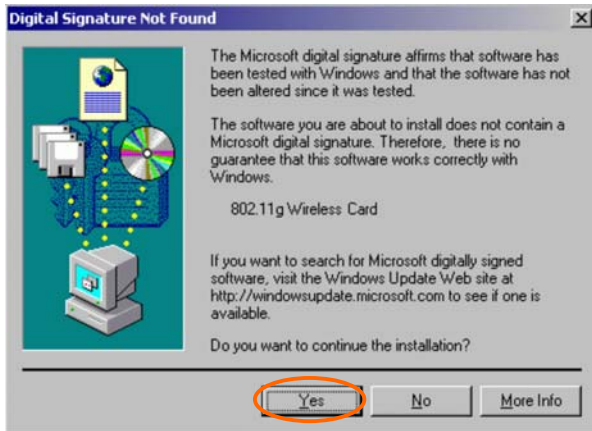 Digital Signature Not Found
The Microsoft digital signature affirms that software has
been tested with Windows and that the software has not
been altered since it was tested.
The software you are about to install does not contain a
Microsoft digital signature. Therefore, there is no
guarantee that this software works correctly with
Windows.
802.11g Wireless Card
If you want to search for Microsoft digitally signed
software, visit the Windows Update Web site at
http://windowsupdate.microsoft.com to see if one is
available.
Do you want to continue the installation?
Yes No More Info